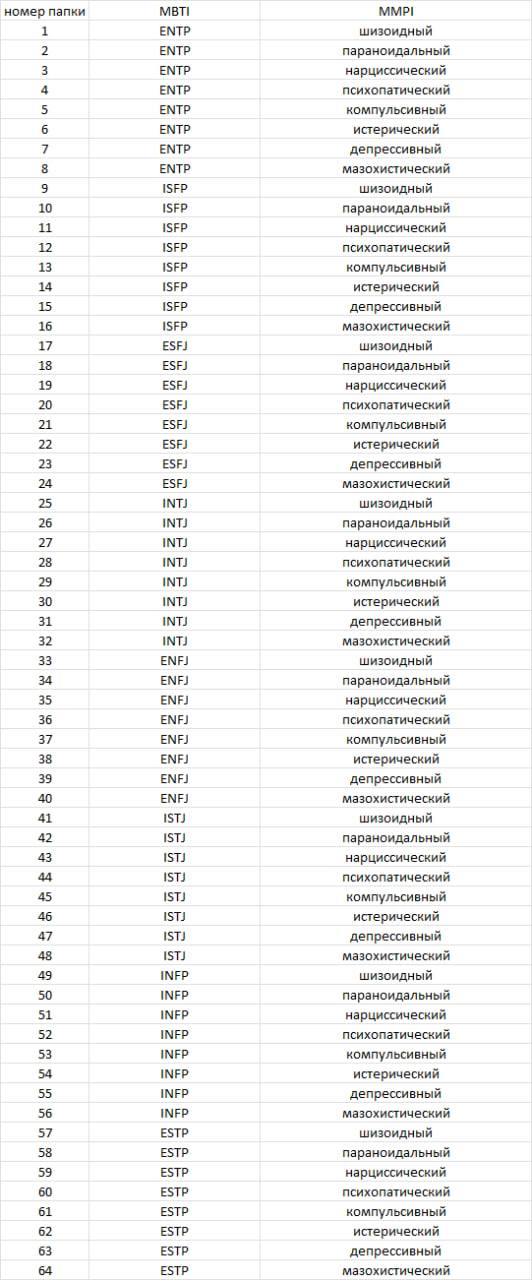 номер папки MBTI MMPI
1 ENTP шизоидный
2 ENTP параноидальный
3 ENTP нарциссический
4 ENTP психопатический
5 ENTP компульсивный
6 ENTP истерический
7 ENTP депрессивный
8 ENTP мазохистический
9 ISFP шизоидный
10 ISFP параноидальный
11 ISFP нарциссический
12 ISFP психопатический
13 ISFP компульсивный
14 ISFP истерический
15 ISFP депрессивный
16 ISFP мазохистический
17 ESFJ шизоидный
18 ESFJ параноидальный
19 ESFJ нарциссический
20 ESFJ психопатический
21 ESFJ компульсивный
22 ESFJ истерический
23 ESFJ депрессивный
24 ESFJ мазохистический
25 INTJ шизоидный
26 INTJ параноидальный
27 INTJ нарциссический
28 INTJ психопатический
29 INTJ компульсивный
30 INTJ истерический
31 INTJ депрессивный
32 INTJ мазохистический
33 ENFJ шизоидный
34 ENFJ параноидальный
35 ENFJ нарциссический
36 ENFJ психопатический
37 ENFJ компульсивный
38 ENFJ истерический
39 ENFJ депрессивный
40 ENFJ мазохистический
41 ISTJ шизоидный
42 ISTJ параноидальный
43 ISTJ нарциссический
44 ISTJ психопатический
45 ISTJ компульсивный
46 ISTJ истерический
47 ISTJ депрессивный
48 ISTJ мазохистический
49 INFP шизоидный
50 INFP параноидальный
51 INFP нарциссический
52 INFP психопатический
53 INFP компульсивный
54 INFP истерический
55 INFP депрессивный
56 INFP мазохистический
57 ESTP шизоидный
58 ESTP параноидальный
59 ESTP нарциссический
60 ESTP психопатический
61 ESTP компульсивный
62 ESTP истерический
63 ESTP депрессивный
64 ESTP мазохистический